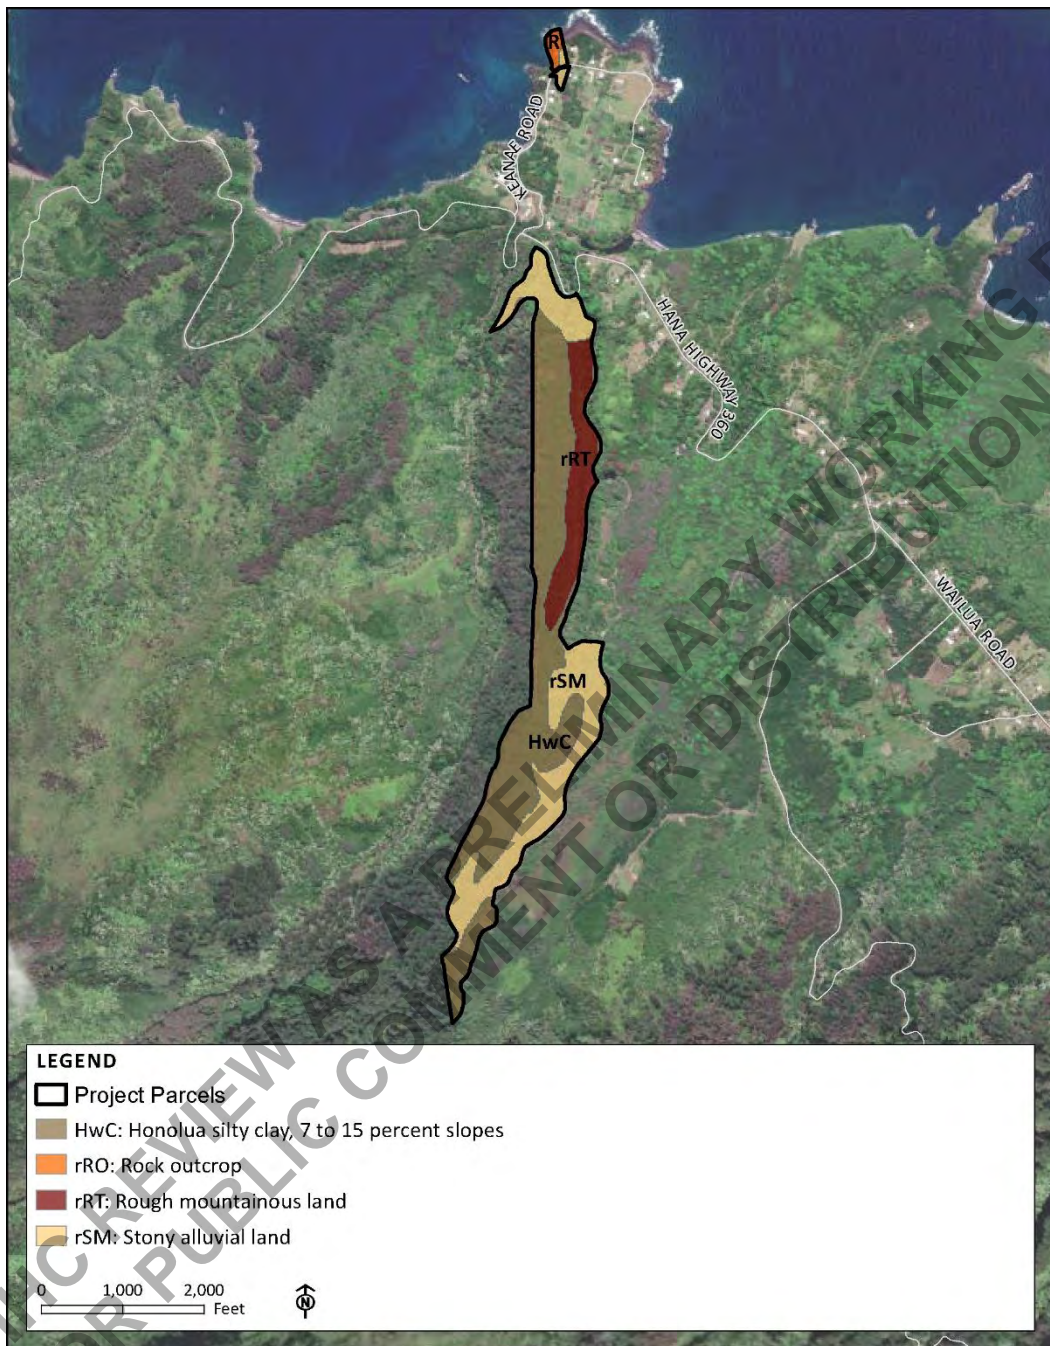 R
KEANAE ROAD
HANA HIGHWAY 360
rRT
WAILUA ROAD
rSM
HwC
REVIEW AS A PRELIMINARY WORKING
FOR PUBLIC COMMENT OR DISTRIBUTION
LEGEND
Project Parcels
HwC: Honolua silty clay, 7 to 15 percent slopes
rRO: Rock outcrop
rRT: Rough mountainous land
rSM: Stony alluvial land
0 1,000 2,000
Feet
N